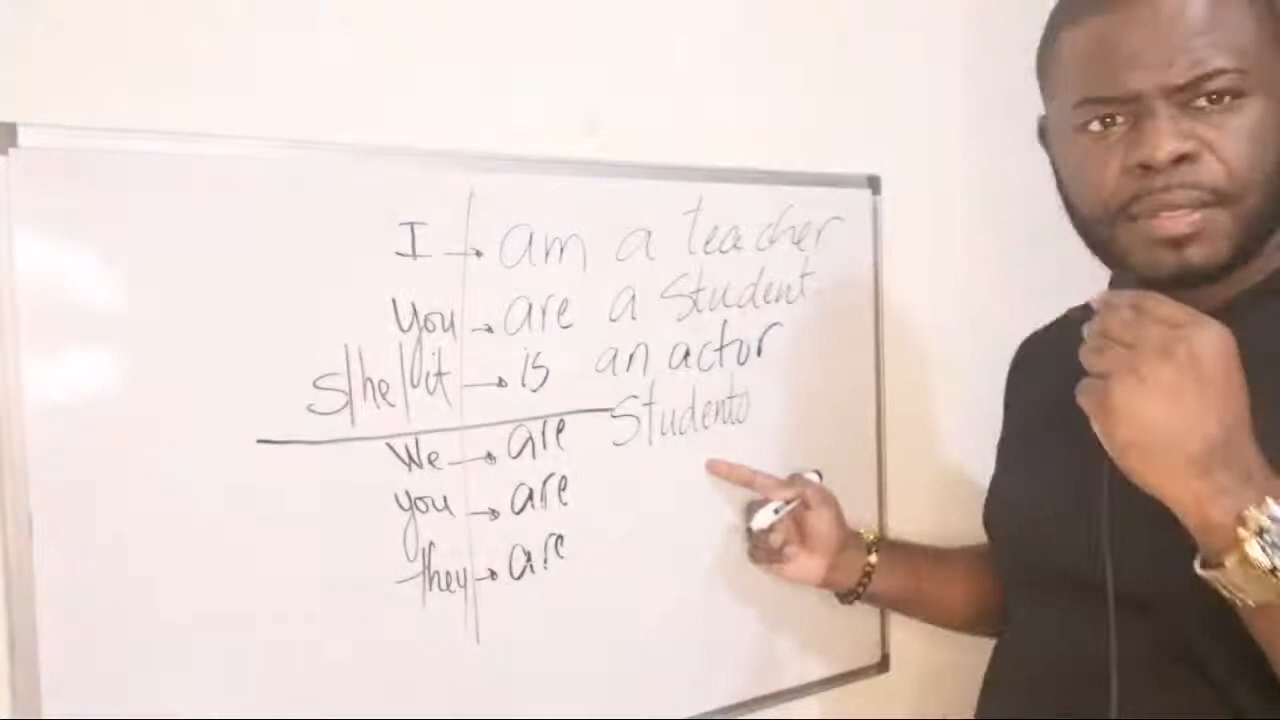 I → am a teacher
you → are a student
s/he/it → is an actor
We → are students
you → are
they → are